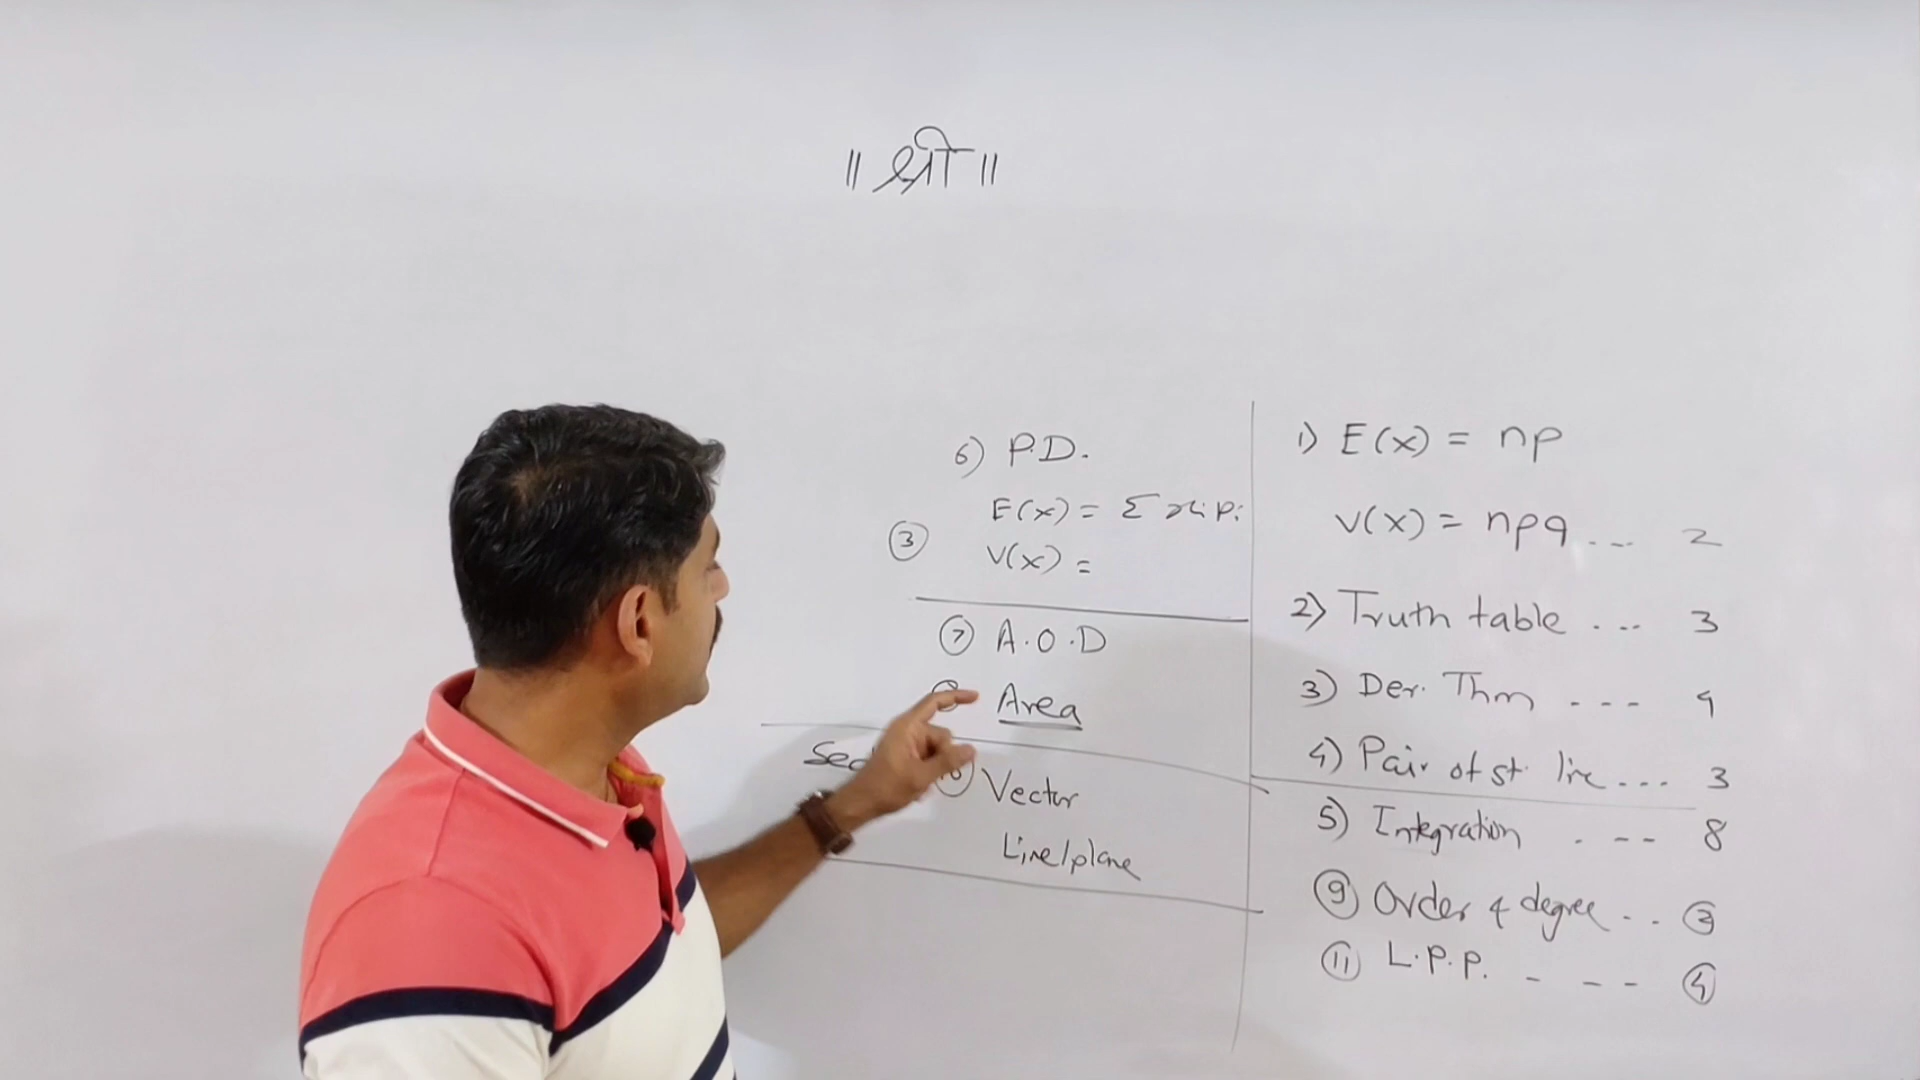 ॥ श्री ॥
6) P.D.
E(x) = Σ xi pi
③ V(x) =
⑦ A.O.D
Area
⑩ Vector
Line/plane
1) E(x) = np
V(x) = npq ... 2
2) Truth table ... 3
3) Der. Thm --- 4
4) Pair of st. line ... 3
5) Integration . -- 8
⑨ Order & degree .. ③
⑪ L.P.P. - - - ④